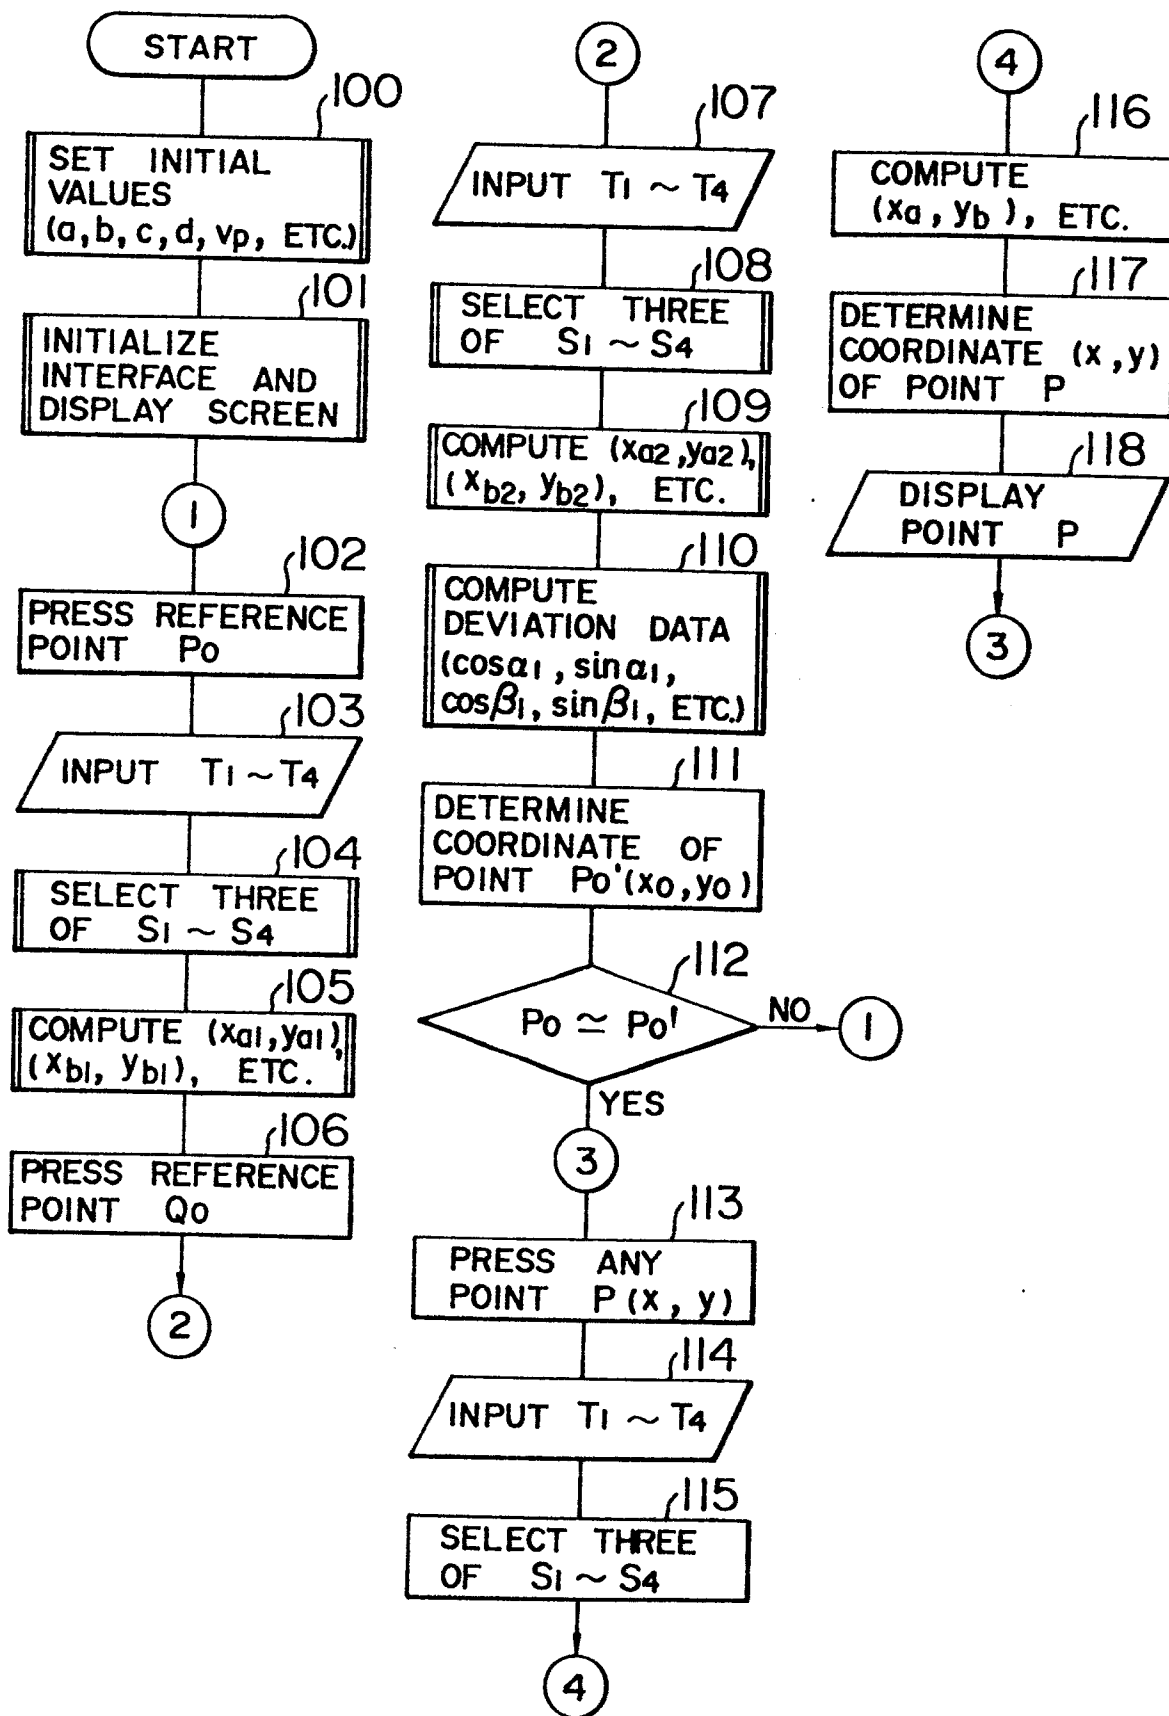 START
100
SET INITIAL
VALUES
(a, b, c, d, vp, ETC.)
101
INITIALIZE
INTERFACE AND
DISPLAY SCREEN
1
102
PRESS REFERENCE
POINT Po
103
INPUT T1 ~ T4
104
SELECT THREE
OF S1 ~ S4
105
COMPUTE (xa1, ya1),
(xb1, yb1), ETC.
106
PRESS REFERENCE
POINT Qo
2
2
107
INPUT T1 ~ T4
108
SELECT THREE
OF S1 ~ S4
109
COMPUTE (xa2, ya2),
(xb2, yb2), ETC.
110
COMPUTE
DEVIATION DATA
(cosα1, sinα1,
cosβ1, sinβ1, ETC.)
111
DETERMINE
COORDINATE OF
POINT Po'(xo, yo)
112
Po ≃ Po'
NO
1
YES
3
113
PRESS ANY
POINT P(x, y)
114
INPUT T1 ~ T4
115
SELECT THREE
OF S1 ~ S4
4
4
116
COMPUTE
(xa, yb), ETC.
117
DETERMINE
COORDINATE (x, y)
OF POINT P
118
DISPLAY
POINT P
3